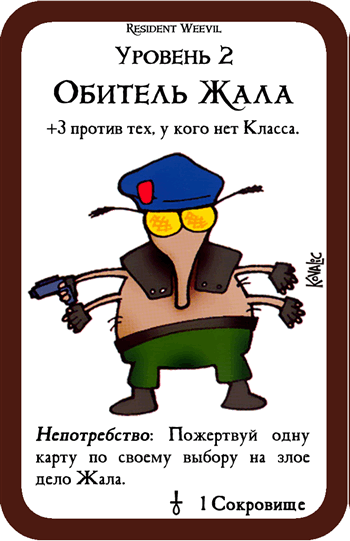 Resident Weevil
Уровень 2
Обитель Жала
+3 против тех, у кого нет Класса.
Kovalic
Непотребство: Пожертвуй одну
карту по своему выбору на злое
дело Жала.
1 Сокровище